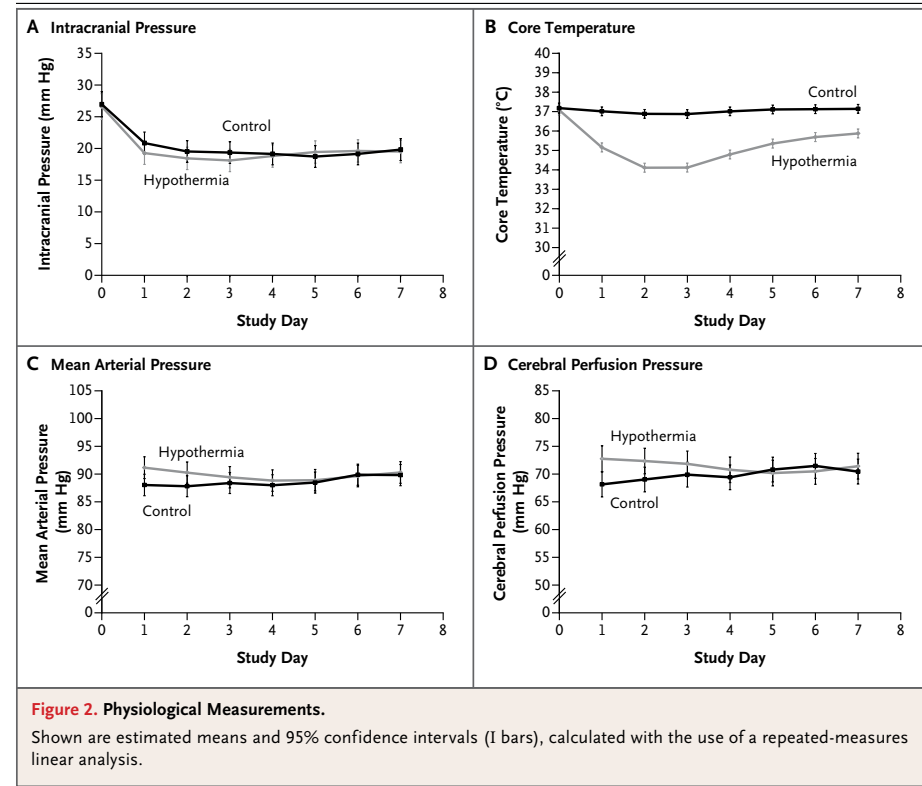 A Intracranial Pressure
Intracranial Pressure (mm Hg)
35
30
25
20
15
10
5
0
Control
Hypothermia
0 1 2 3 4 5 6 7 8
Study Day
B Core Temperature
Core Temperature (°C)
40
39
38
37
36
35
34
33
32
31
30
0
Control
Hypothermia
0 1 2 3 4 5 6 7 8
Study Day
C Mean Arterial Pressure
Mean Arterial Pressure
(mm Hg)
105
100
95
90
85
80
75
70
0
Hypothermia
Control
0 1 2 3 4 5 6 7 8
Study Day
D Cerebral Perfusion Pressure
Cerebral Perfusion Pressure
(mm Hg)
85
80
75
70
65
60
55
50
0
Hypothermia
Control
0 1 2 3 4 5 6 7 8
Study Day
Figure 2. Physiological Measurements.
Shown are estimated means and 95% confidence intervals (I bars), calculated with the use of a repeated-measures
linear analysis.